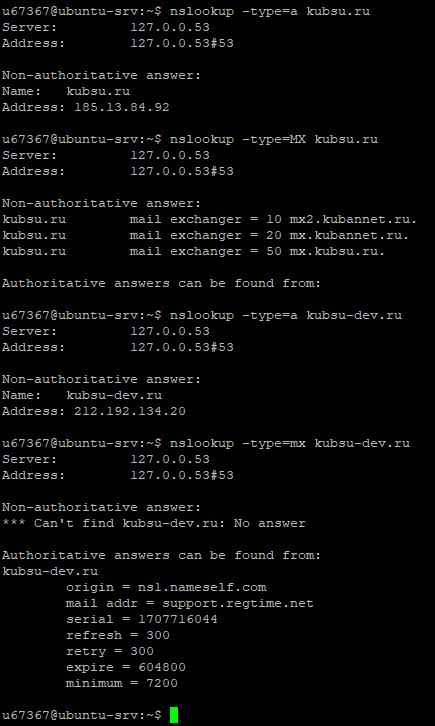 u67367@ubuntu-srv:~$ nslookup -type=a kubsu.ru
Server:         127.0.0.53
Address:        127.0.0.53#53
Non-authoritative answer:
Name:   kubsu.ru
Address: 185.13.84.92
u67367@ubuntu-srv:~$ nslookup -type=MX kubsu.ru
Server:         127.0.0.53
Address:        127.0.0.53#53
Non-authoritative answer:
kubsu.ru        mail exchanger = 10 mx2.kubannet.ru.
kubsu.ru        mail exchanger = 20 mx.kubannet.ru.
kubsu.ru        mail exchanger = 50 mx.kubsu.ru.
Authoritative answers can be found from:
u67367@ubuntu-srv:~$ nslookup -type=a kubsu-dev.ru
Server:         127.0.0.53
Address:        127.0.0.53#53
Non-authoritative answer:
Name:   kubsu-dev.ru
Address: 212.192.134.20
u67367@ubuntu-srv:~$ nslookup -type=mx kubsu-dev.ru
Server:         127.0.0.53
Address:        127.0.0.53#53
Non-authoritative answer:
*** Can't find kubsu-dev.ru: No answer
Authoritative answers can be found from:
kubsu-dev.ru
        origin = ns1.nameself.com
        mail addr = support.regtime.net
        serial = 1707716044
        refresh = 300
        retry = 300
        expire = 604800
        minimum = 7200
u67367@ubuntu-srv:~$